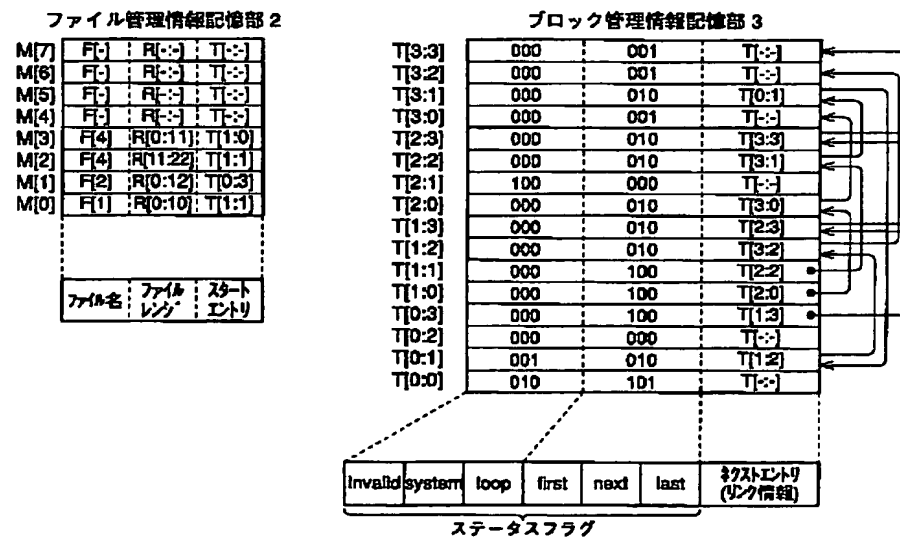 ファイル管理情報記憶部 2
M[7] F[-] R[-:-] T[-:-]
M[6] F[-] R[-:-] T[-:-]
M[5] F[-] R[-:-] T[-:-]
M[4] F[-] R[-:-] T[-:-]
M[3] F[4] R[0:11] T[1:0]
M[2] F[4] R[11:22] T[1:1]
M[1] F[2] R[0:12] T[0:3]
M[0] F[1] R[0:10] T[1:1]
ファイル名 ファイル スタート
レンジ エントリ
ブロック管理情報記憶部 3
T[3:3] 000 001 T[-:-]
T[3:2] 000 001 T[-:-]
T[3:1] 000 010 T[0:1]
T[3:0] 000 001 T[-:-]
T[2:3] 000 010 T[3:3]
T[2:2] 000 010 T[3:1]
T[2:1] 100 000 T[-:-]
T[2:0] 000 010 T[3:0]
T[1:3] 000 010 T[2:3]
T[1:2] 000 010 T[3:2]
T[1:1] 000 100 T[2:2]
T[1:0] 000 100 T[2:0]
T[0:3] 000 100 T[1:3]
T[0:2] 000 000 T[-:-]
T[0:1] 001 010 T[1:2]
T[0:0] 010 101 T[-:-]
invalid system loop first next last ネクストエントリ
(リンク情報)
ステータスフラグ